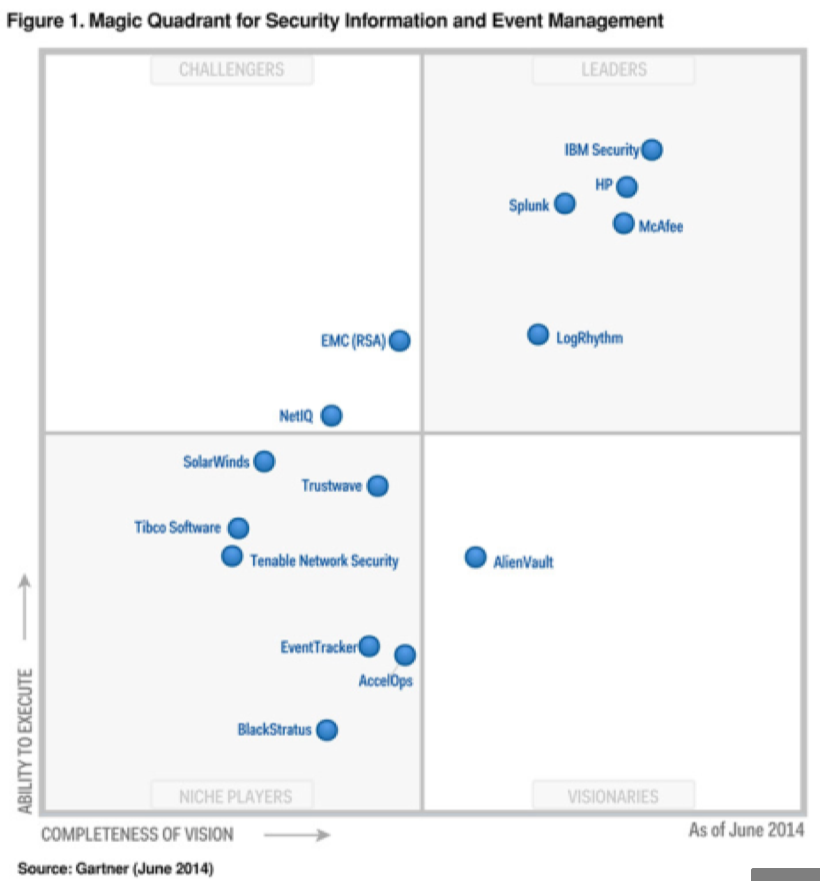 Figure 1. Magic Quadrant for Security Information and Event Management
CHALLENGERS
LEADERS
IBM Security
HP
Splunk
McAfee
EMC (RSA)
LogRhythm
NetIQ
SolarWinds
Trustwave
Tibco Software
Tenable Network Security
AlienVault
EventTracker
AccelOps
BlackStratus
NICHE PLAYERS
VISIONARIES
ABILITY TO EXECUTE
COMPLETENESS OF VISION
As of June 2014
Source: Gartner (June 2014)